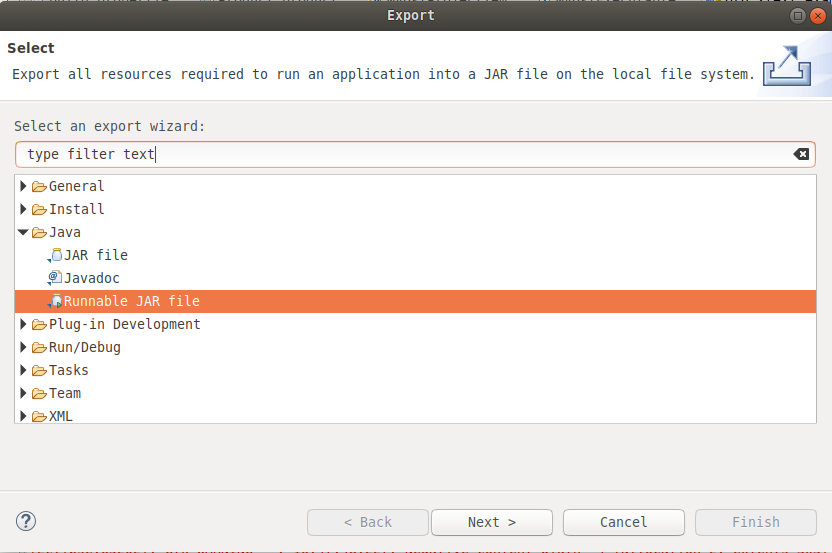 Export
Select
Export all resources required to run an application into a JAR file on the local file system.
Select an export wizard:
type filter text
General
Install
Java
JAR file
Javadoc
Runnable JAR file
Plug-in Development
Run/Debug
Tasks
Team
XML
< Back
Next >
Cancel
Finish